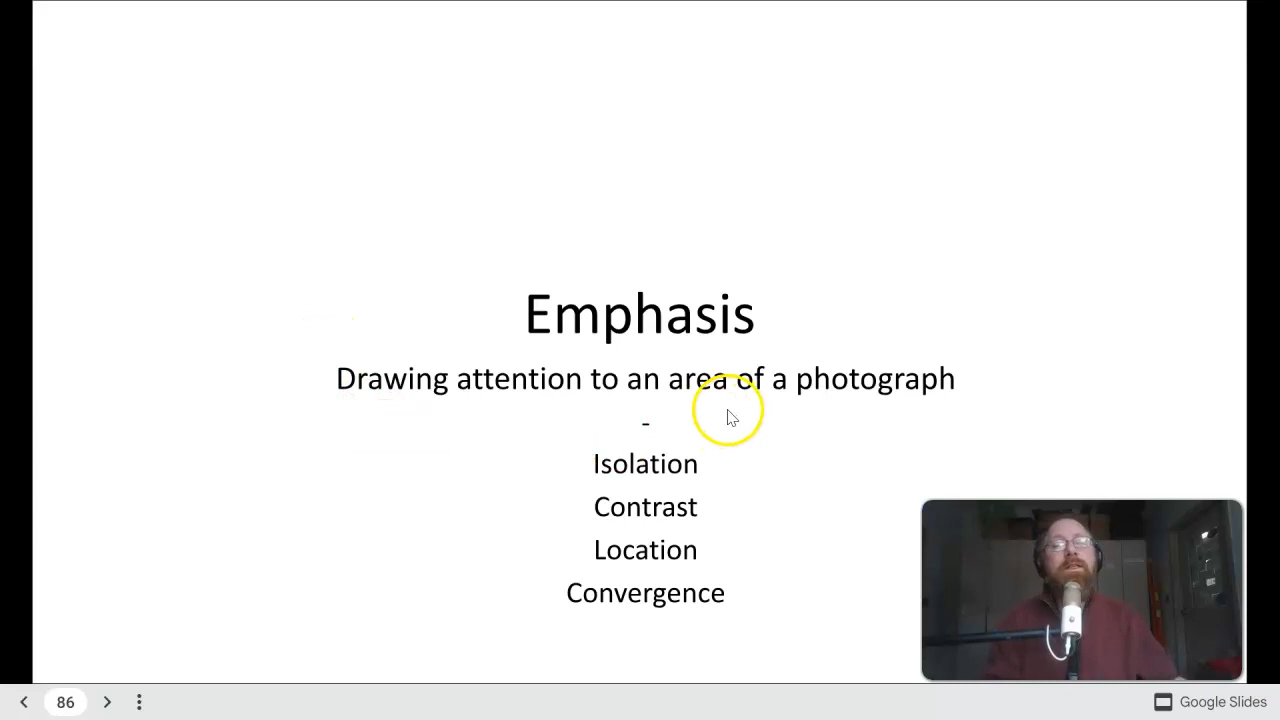 Emphasis
Drawing attention to an area of a photograph
-
Isolation
Contrast
Location
Convergence
86
Google Slides